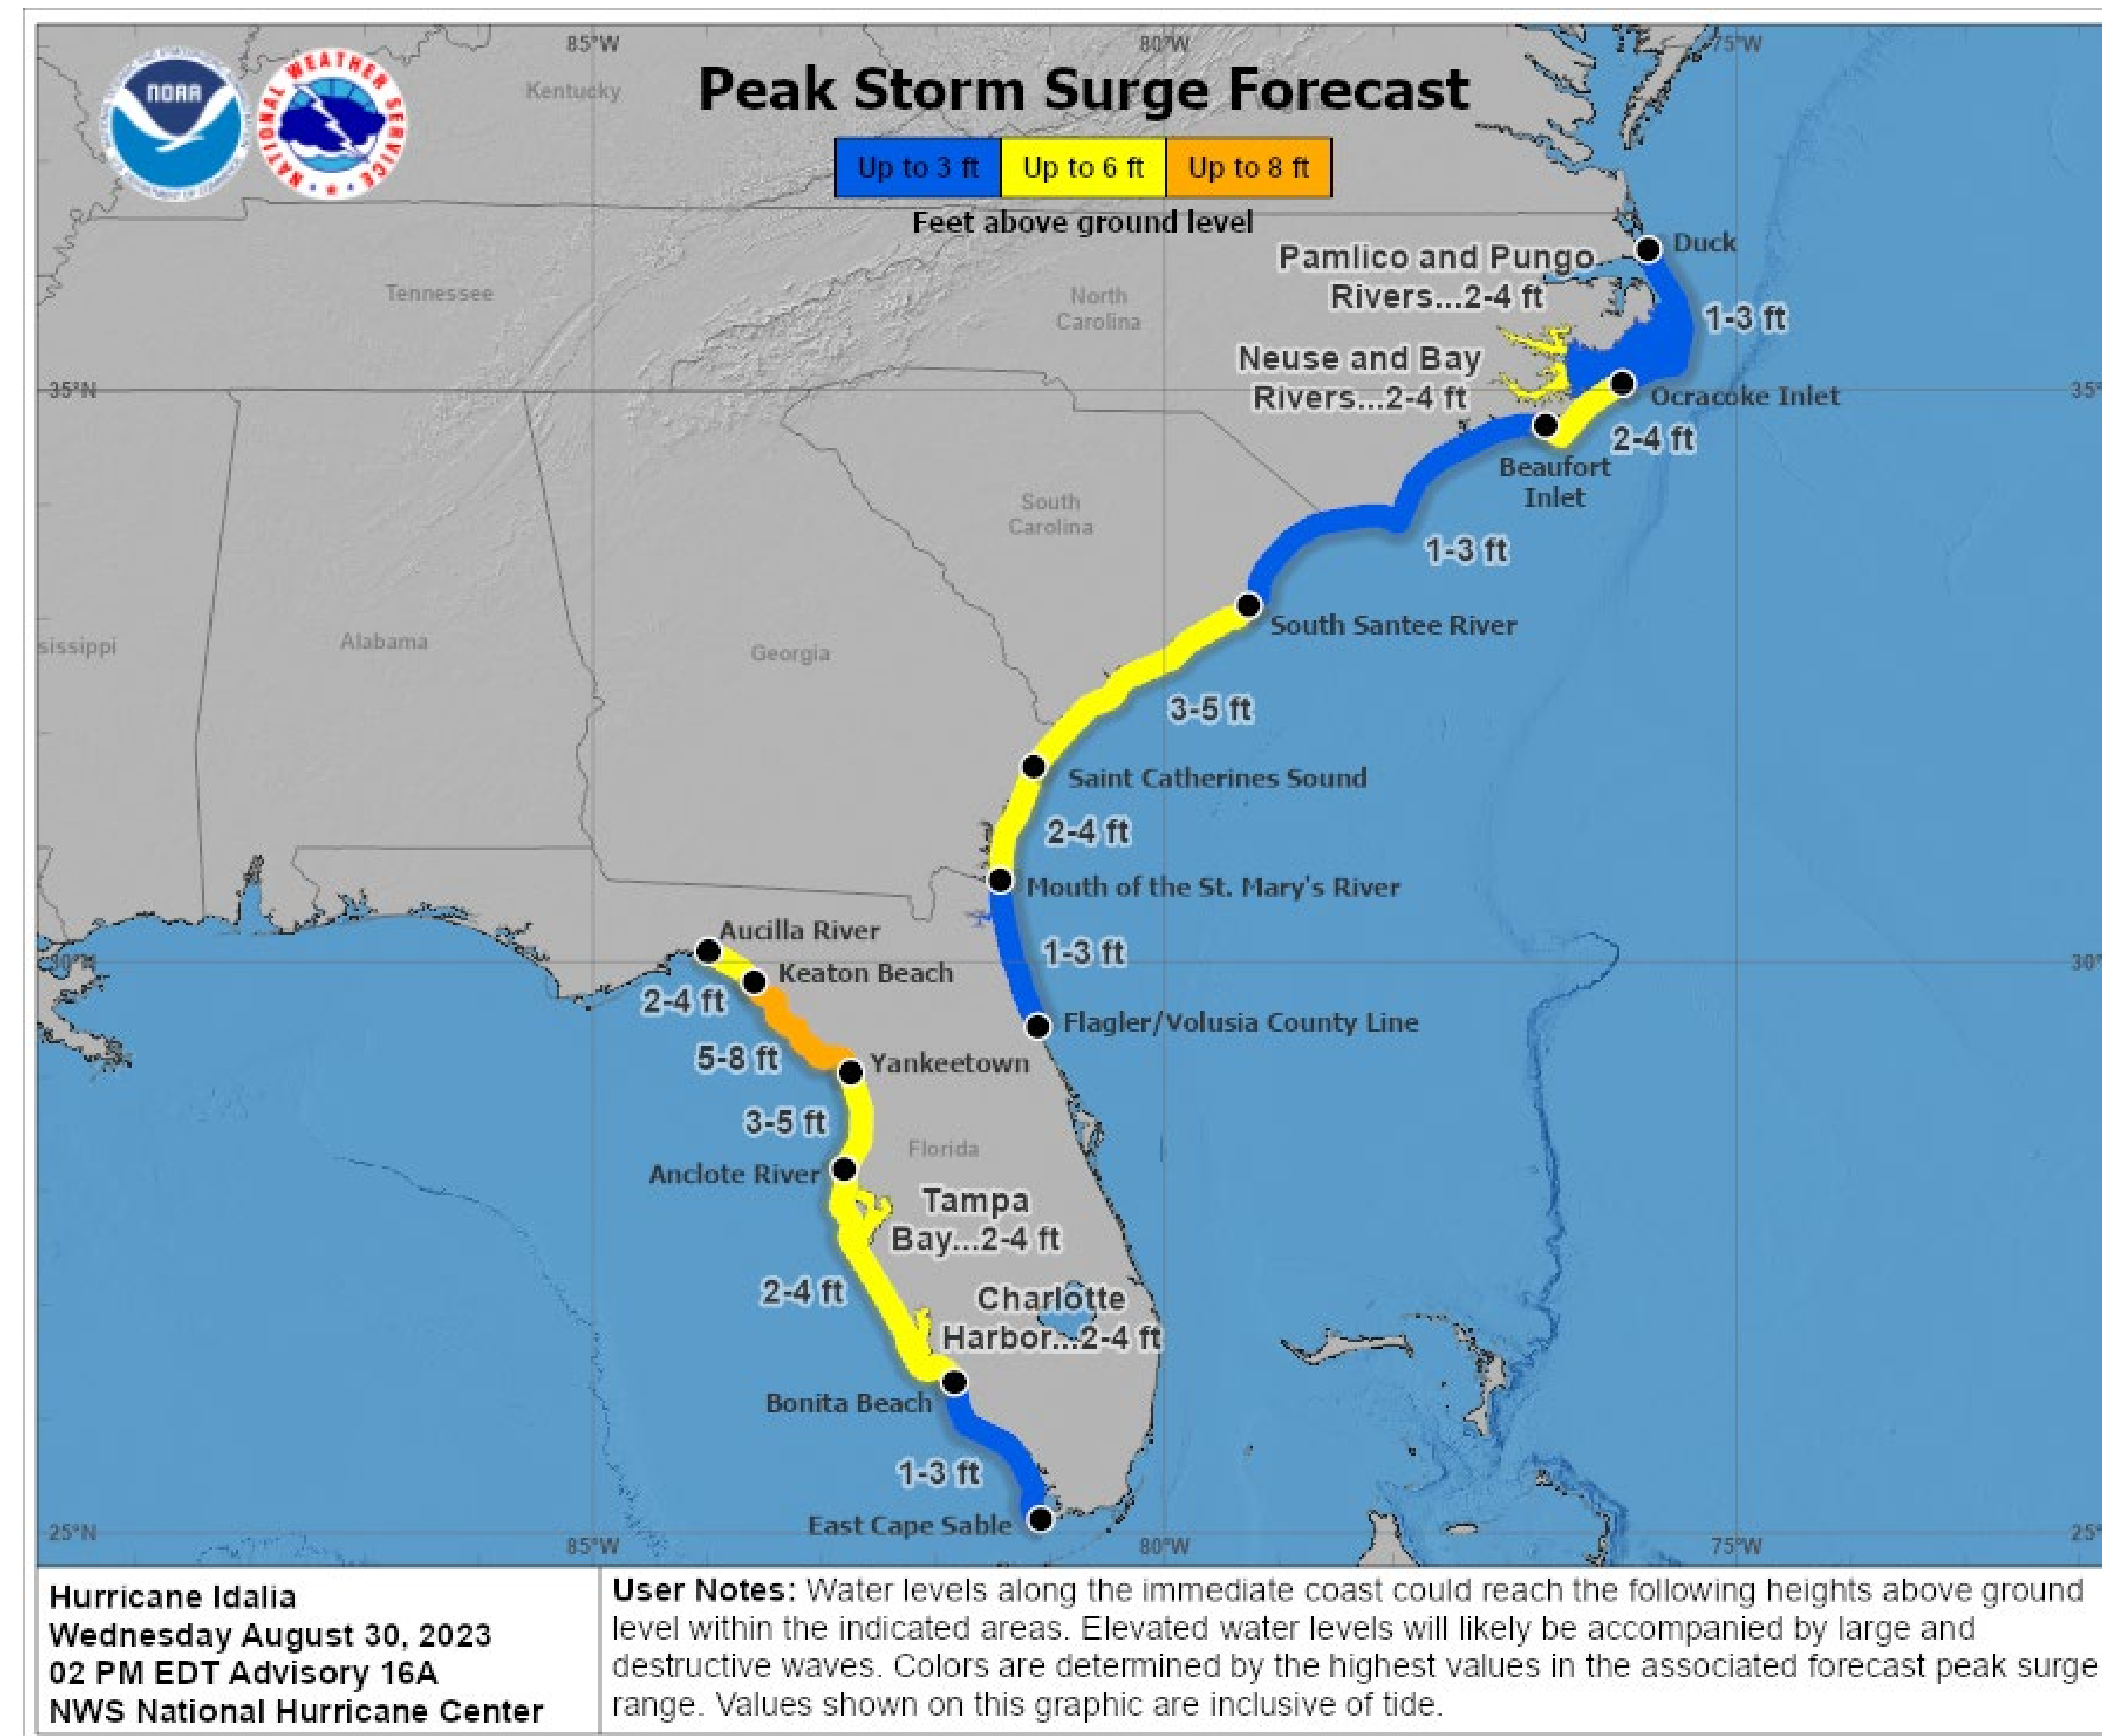 NOAA
NATIONAL WEATHER SERVICE
85°W
80°W
75°W
Kentucky
Peak Storm Surge Forecast
Up to 3 ft
Up to 6 ft
Up to 8 ft
Feet above ground level
Duck
Pamlico and Pungo
Rivers...2-4 ft
Tennessee
North
Carolina
1-3 ft
Neuse and Bay
Rivers...2-4 ft
35°N
35°
Ocracoke Inlet
2-4 ft
Beaufort
Inlet
South
Carolina
1-3 ft
South Santee River
sissippi
Alabama
Georgia
3-5 ft
Saint Catherines Sound
2-4 ft
Mouth of the St. Mary's River
Aucilla River
1-3 ft
30°N
30°
Keaton Beach
2-4 ft
Flagler/Volusia County Line
5-8 ft
Yankeetown
3-5 ft
Florida
Anclote River
Tampa
Bay...2-4 ft
2-4 ft
Charlotte
Harbor...2-4 ft
Bonita Beach
1-3 ft
East Cape Sable
25°N
25°
85°W
80°W
75°W
Hurricane Idalia
Wednesday August 30, 2023
02 PM EDT Advisory 16A
NWS National Hurricane Center
User Notes: Water levels along the immediate coast could reach the following heights above ground
level within the indicated areas. Elevated water levels will likely be accompanied by large and
destructive waves. Colors are determined by the highest values in the associated forecast peak surge
range. Values shown on this graphic are inclusive of tide.